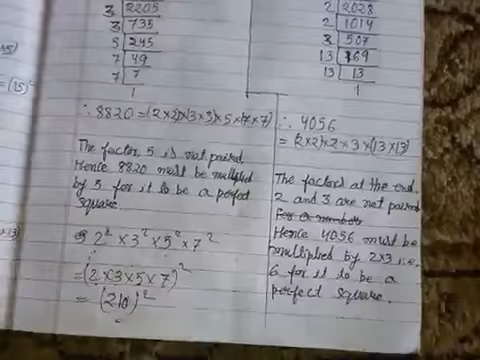 3 2205
3 735
5 245
7 49
7 7
1
∴ 8820 = (2×2)×(3×3)×5×(7×7)
The factor, 5 is not paired
Hence 8820 must be multiplied
by 5 for it to be a perfect
square
2² × 3² × 5² × 7²
= (2×3×5×7)²
= (210)²
2 2028
2 1014
3 507
13 169
13 13
1
∴ 4056
= (2×2)×2×3×(13×13)
The factors at the end
2 and 3 are not paired
For a number
Hence 4056 must be
multiplied by 2×3 i.e.
6 for it to be a
perfect square.
= (15)²